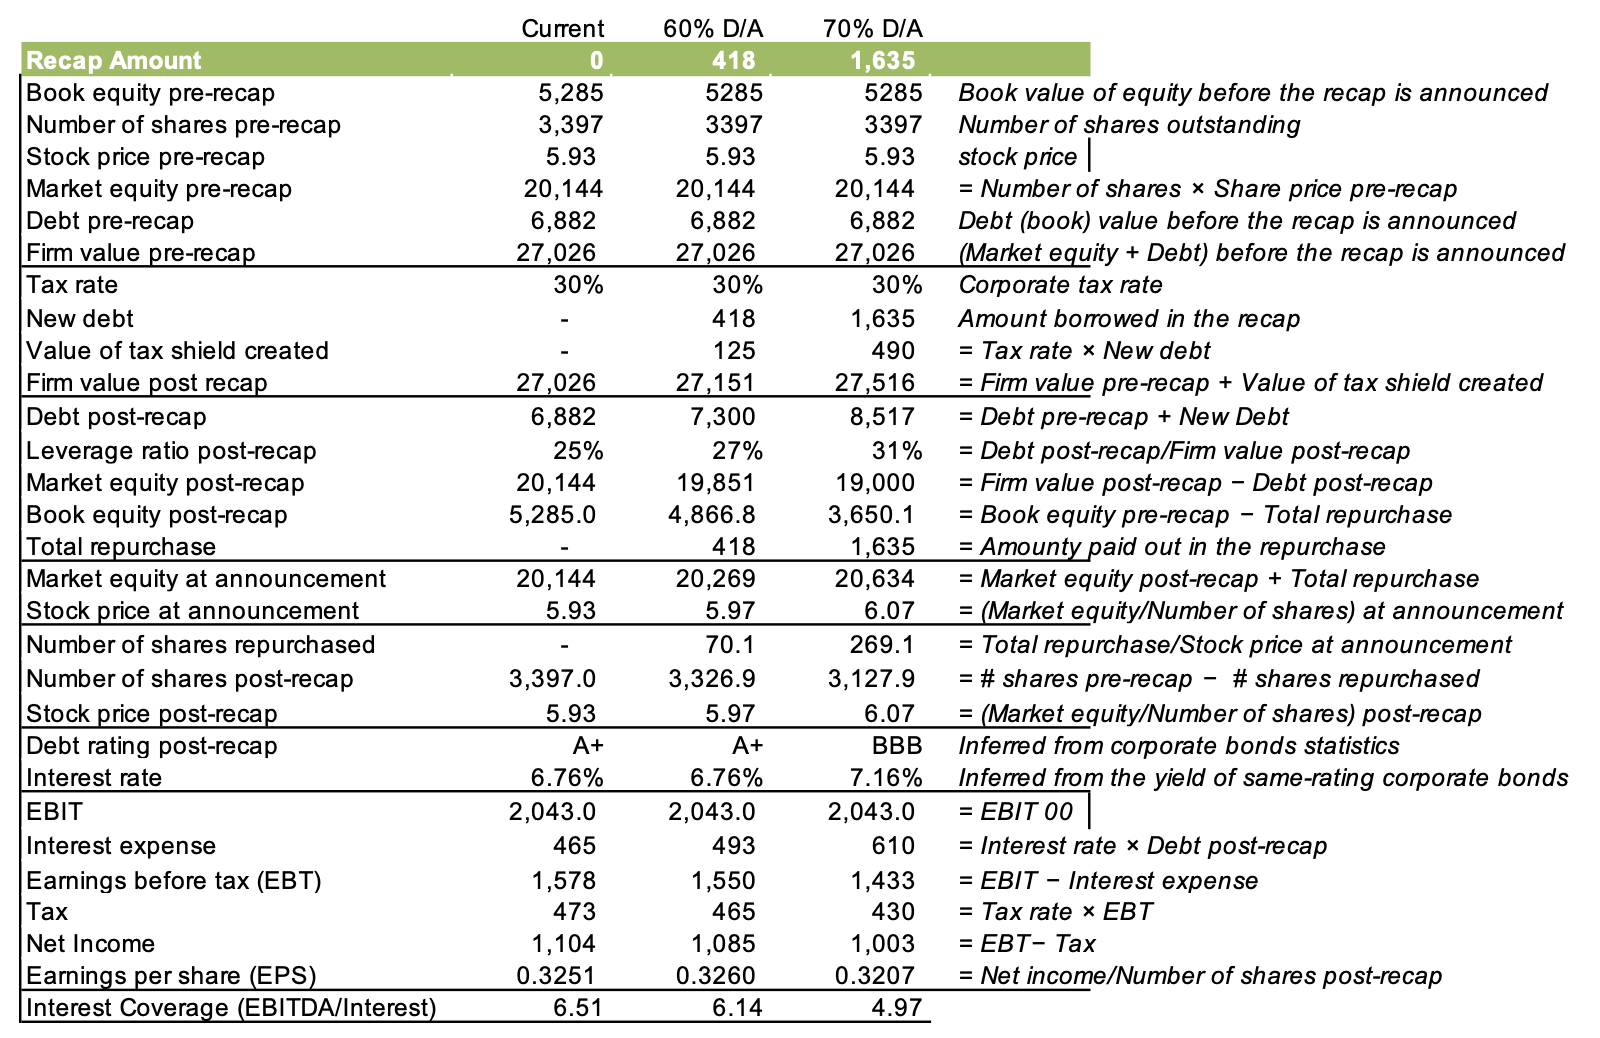 Current 60% D/A 70% D/A
Recap Amount 0 418 1,635
Book equity pre-recap 5,285 5285 5285 Book value of equity before the recap is announced
Number of shares pre-recap 3,397 3397 3397 Number of shares outstanding
Stock price pre-recap 5.93 5.93 5.93 stock price
Market equity pre-recap 20,144 20,144 20,144 = Number of shares × Share price pre-recap
Debt pre-recap 6,882 6,882 6,882 Debt (book) value before the recap is announced
Firm value pre-recap 27,026 27,026 27,026 (Market equity + Debt) before the recap is announced
Tax rate 30% 30% 30% Corporate tax rate
New debt - 418 1,635 Amount borrowed in the recap
Value of tax shield created - 125 490 = Tax rate × New debt
Firm value post recap 27,026 27,151 27,516 = Firm value pre-recap + Value of tax shield created
Debt post-recap 6,882 7,300 8,517 = Debt pre-recap + New Debt
Leverage ratio post-recap 25% 27% 31% = Debt post-recap/Firm value post-recap
Market equity post-recap 20,144 19,851 19,000 = Firm value post-recap − Debt post-recap
Book equity post-recap 5,285.0 4,866.8 3,650.1 = Book equity pre-recap − Total repurchase
Total repurchase - 418 1,635 = Amounty paid out in the repurchase
Market equity at announcement 20,144 20,269 20,634 = Market equity post-recap + Total repurchase
Stock price at announcement 5.93 5.97 6.07 = (Market equity/Number of shares) at announcement
Number of shares repurchased - 70.1 269.1 = Total repurchase/Stock price at announcement
Number of shares post-recap 3,397.0 3,326.9 3,127.9 = # shares pre-recap − # shares repurchased
Stock price post-recap 5.93 5.97 6.07 = (Market equity/Number of shares) post-recap
Debt rating post-recap A+ A+ BBB Inferred from corporate bonds statistics
Interest rate 6.76% 6.76% 7.16% Inferred from the yield of same-rating corporate bonds
EBIT 2,043.0 2,043.0 2,043.0 = EBIT 00
Interest expense 465 493 610 = Interest rate × Debt post-recap
Earnings before tax (EBT) 1,578 1,550 1,433 = EBIT − Interest expense
Tax 473 465 430 = Tax rate × EBT
Net Income 1,104 1,085 1,003 = EBT− Tax
Earnings per share (EPS) 0.3251 0.3260 0.3207 = Net income/Number of shares post-recap
Interest Coverage (EBITDA/Interest) 6.51 6.14 4.97